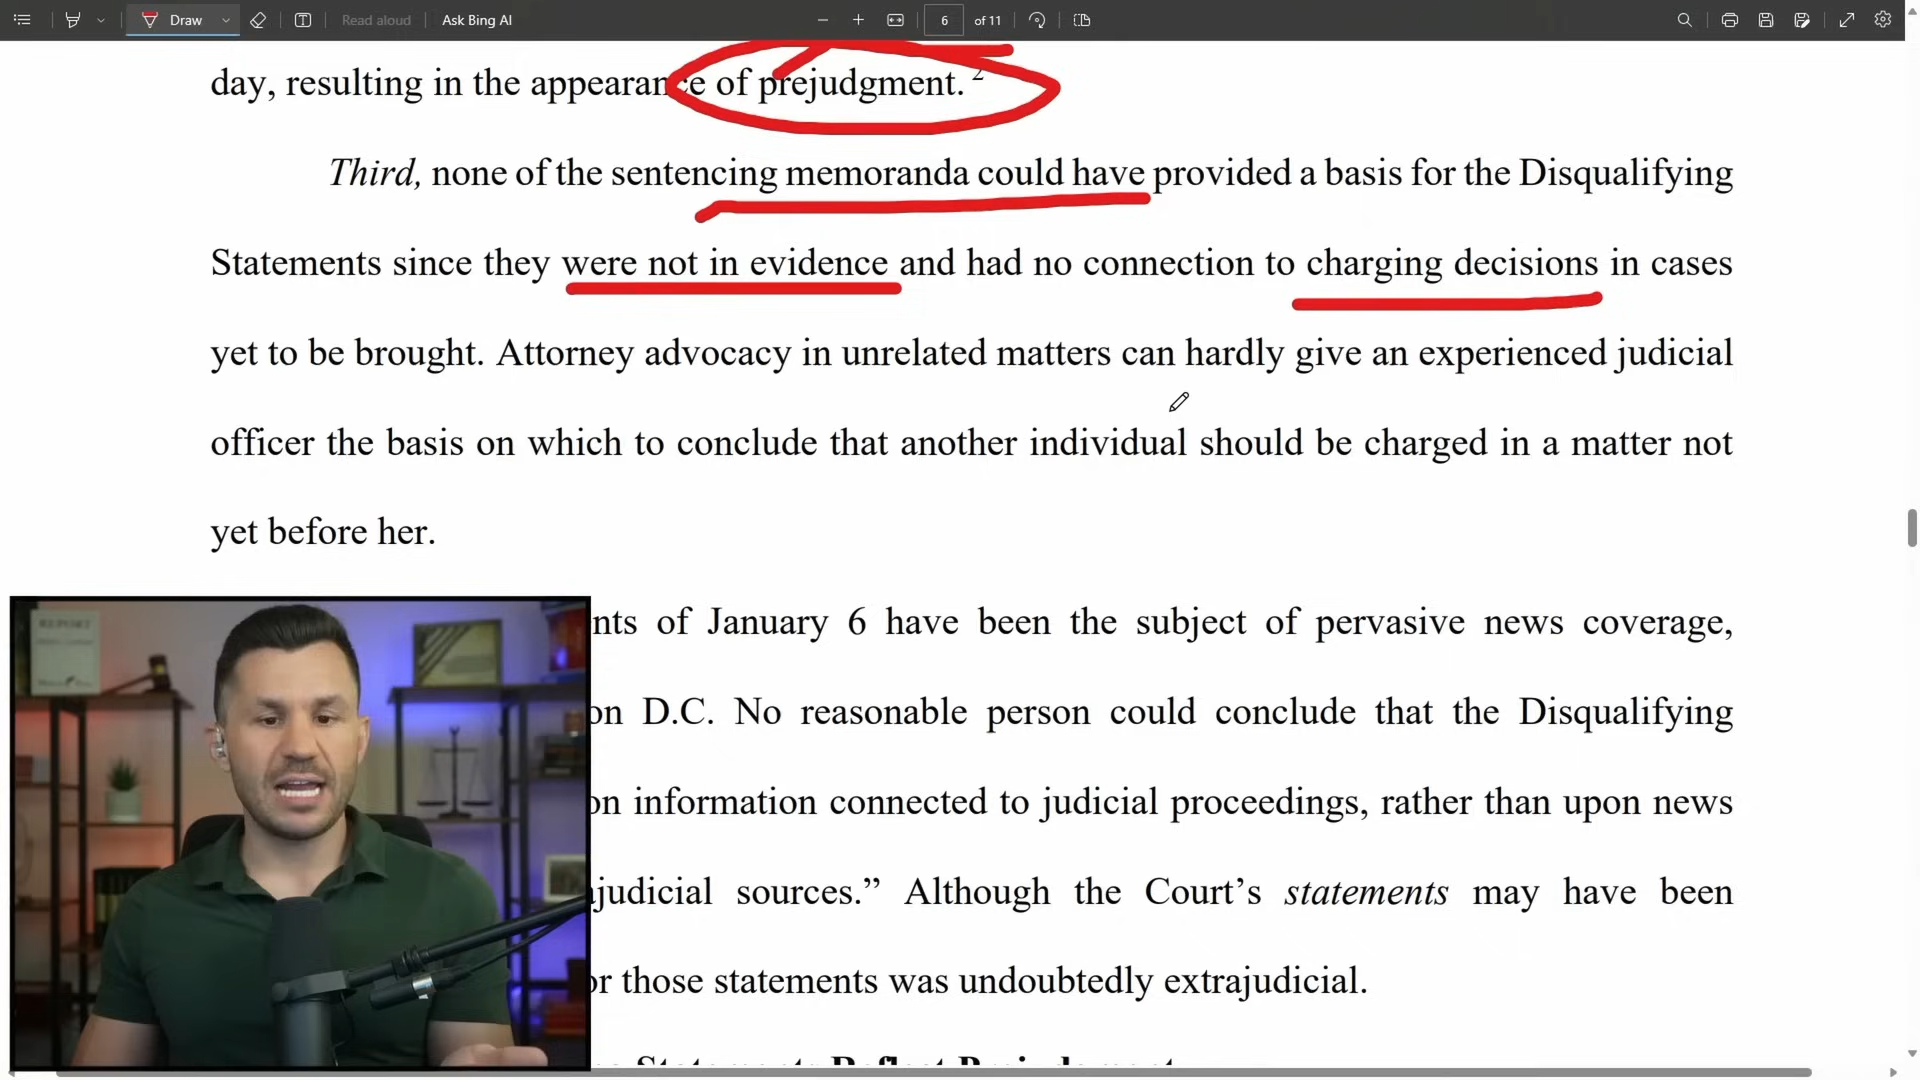 Draw
Read aloud
Ask Bing AI
6 of 11
day, resulting in the appearance of prejudgment. 2
Third, none of the sentencing memoranda could have provided a basis for the Disqualifying
Statements since they were not in evidence and had no connection to charging decisions in cases
yet to be brought. Attorney advocacy in unrelated matters can hardly give an experienced judicial
officer the basis on which to conclude that another individual should be charged in a matter not
yet before her.
nts of January 6 have been the subject of pervasive news coverage,
on D.C. No reasonable person could conclude that the Disqualifying
on information connected to judicial proceedings, rather than upon news
ajudicial sources.” Although the Court’s statements may have been
or those statements was undoubtedly extrajudicial.
Statements Reflect Prejudgment
REPORT